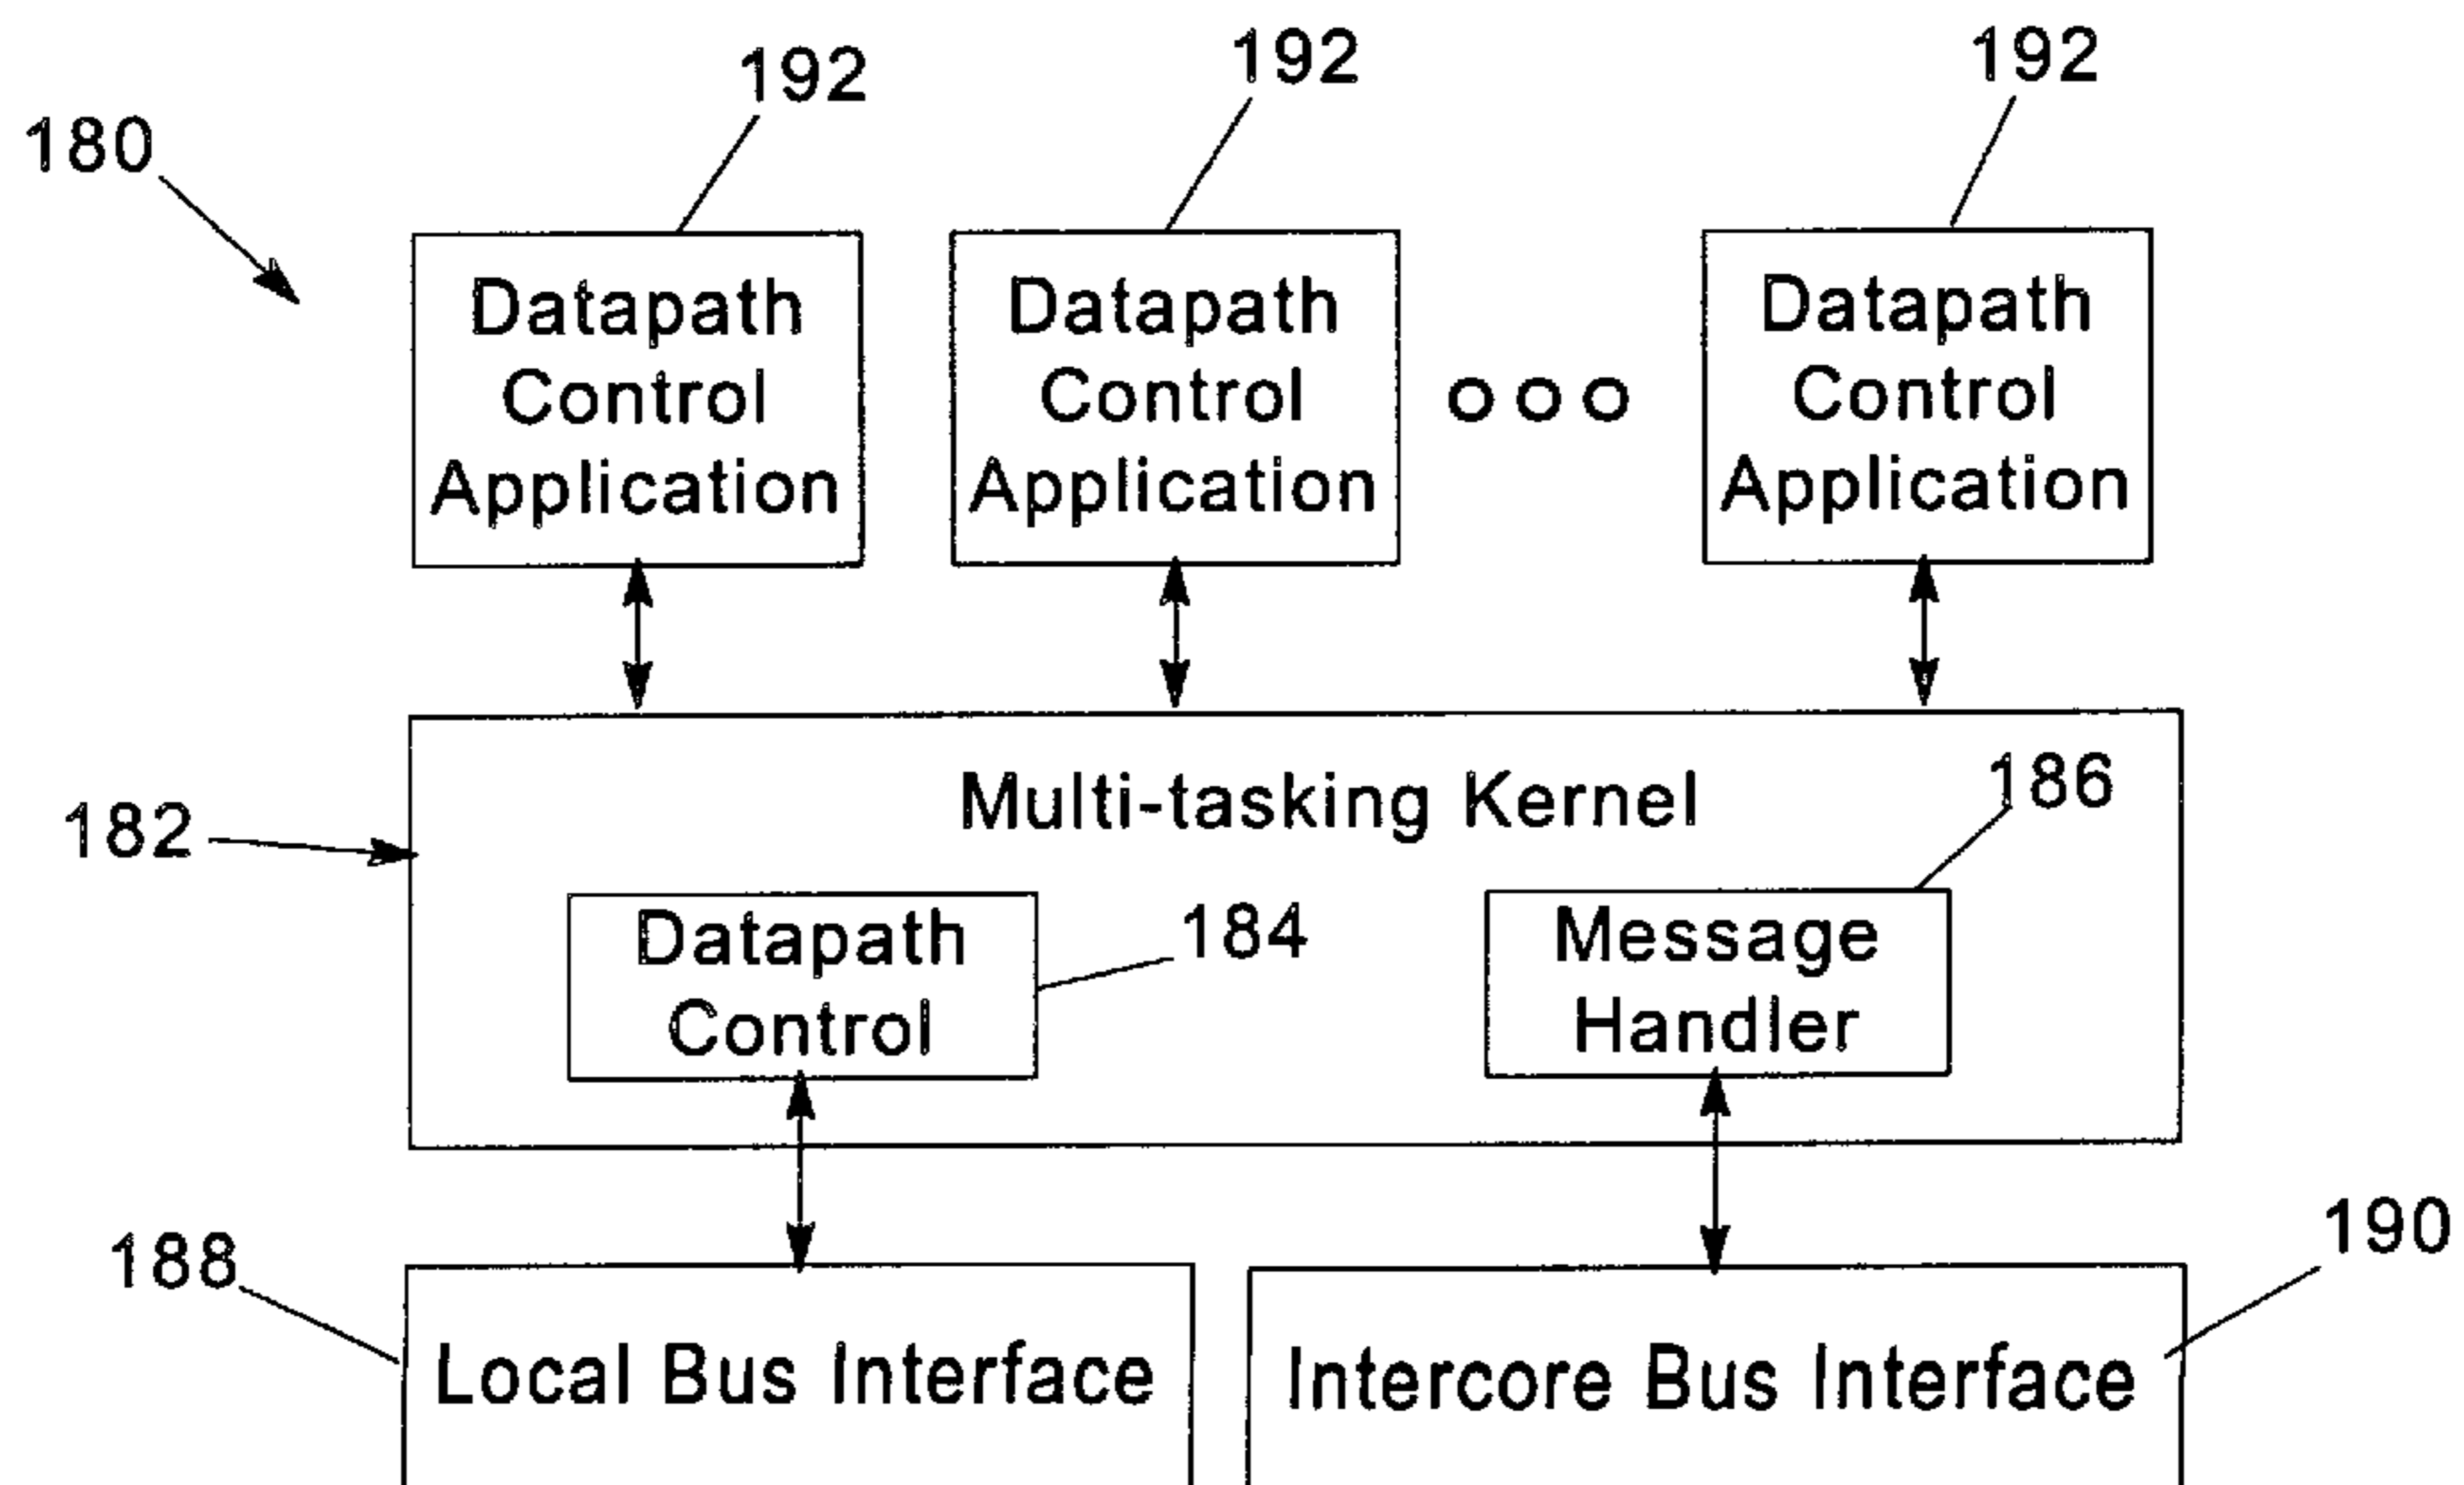 192
192
192
180
Datapath
Control
Application
Datapath
Control
Application
Datapath
Control
Application
Multi-tasking Kernel
186
182
Datapath
Control
184
Message
Handler
188
190
Local Bus Interface
Intercore Bus Interface